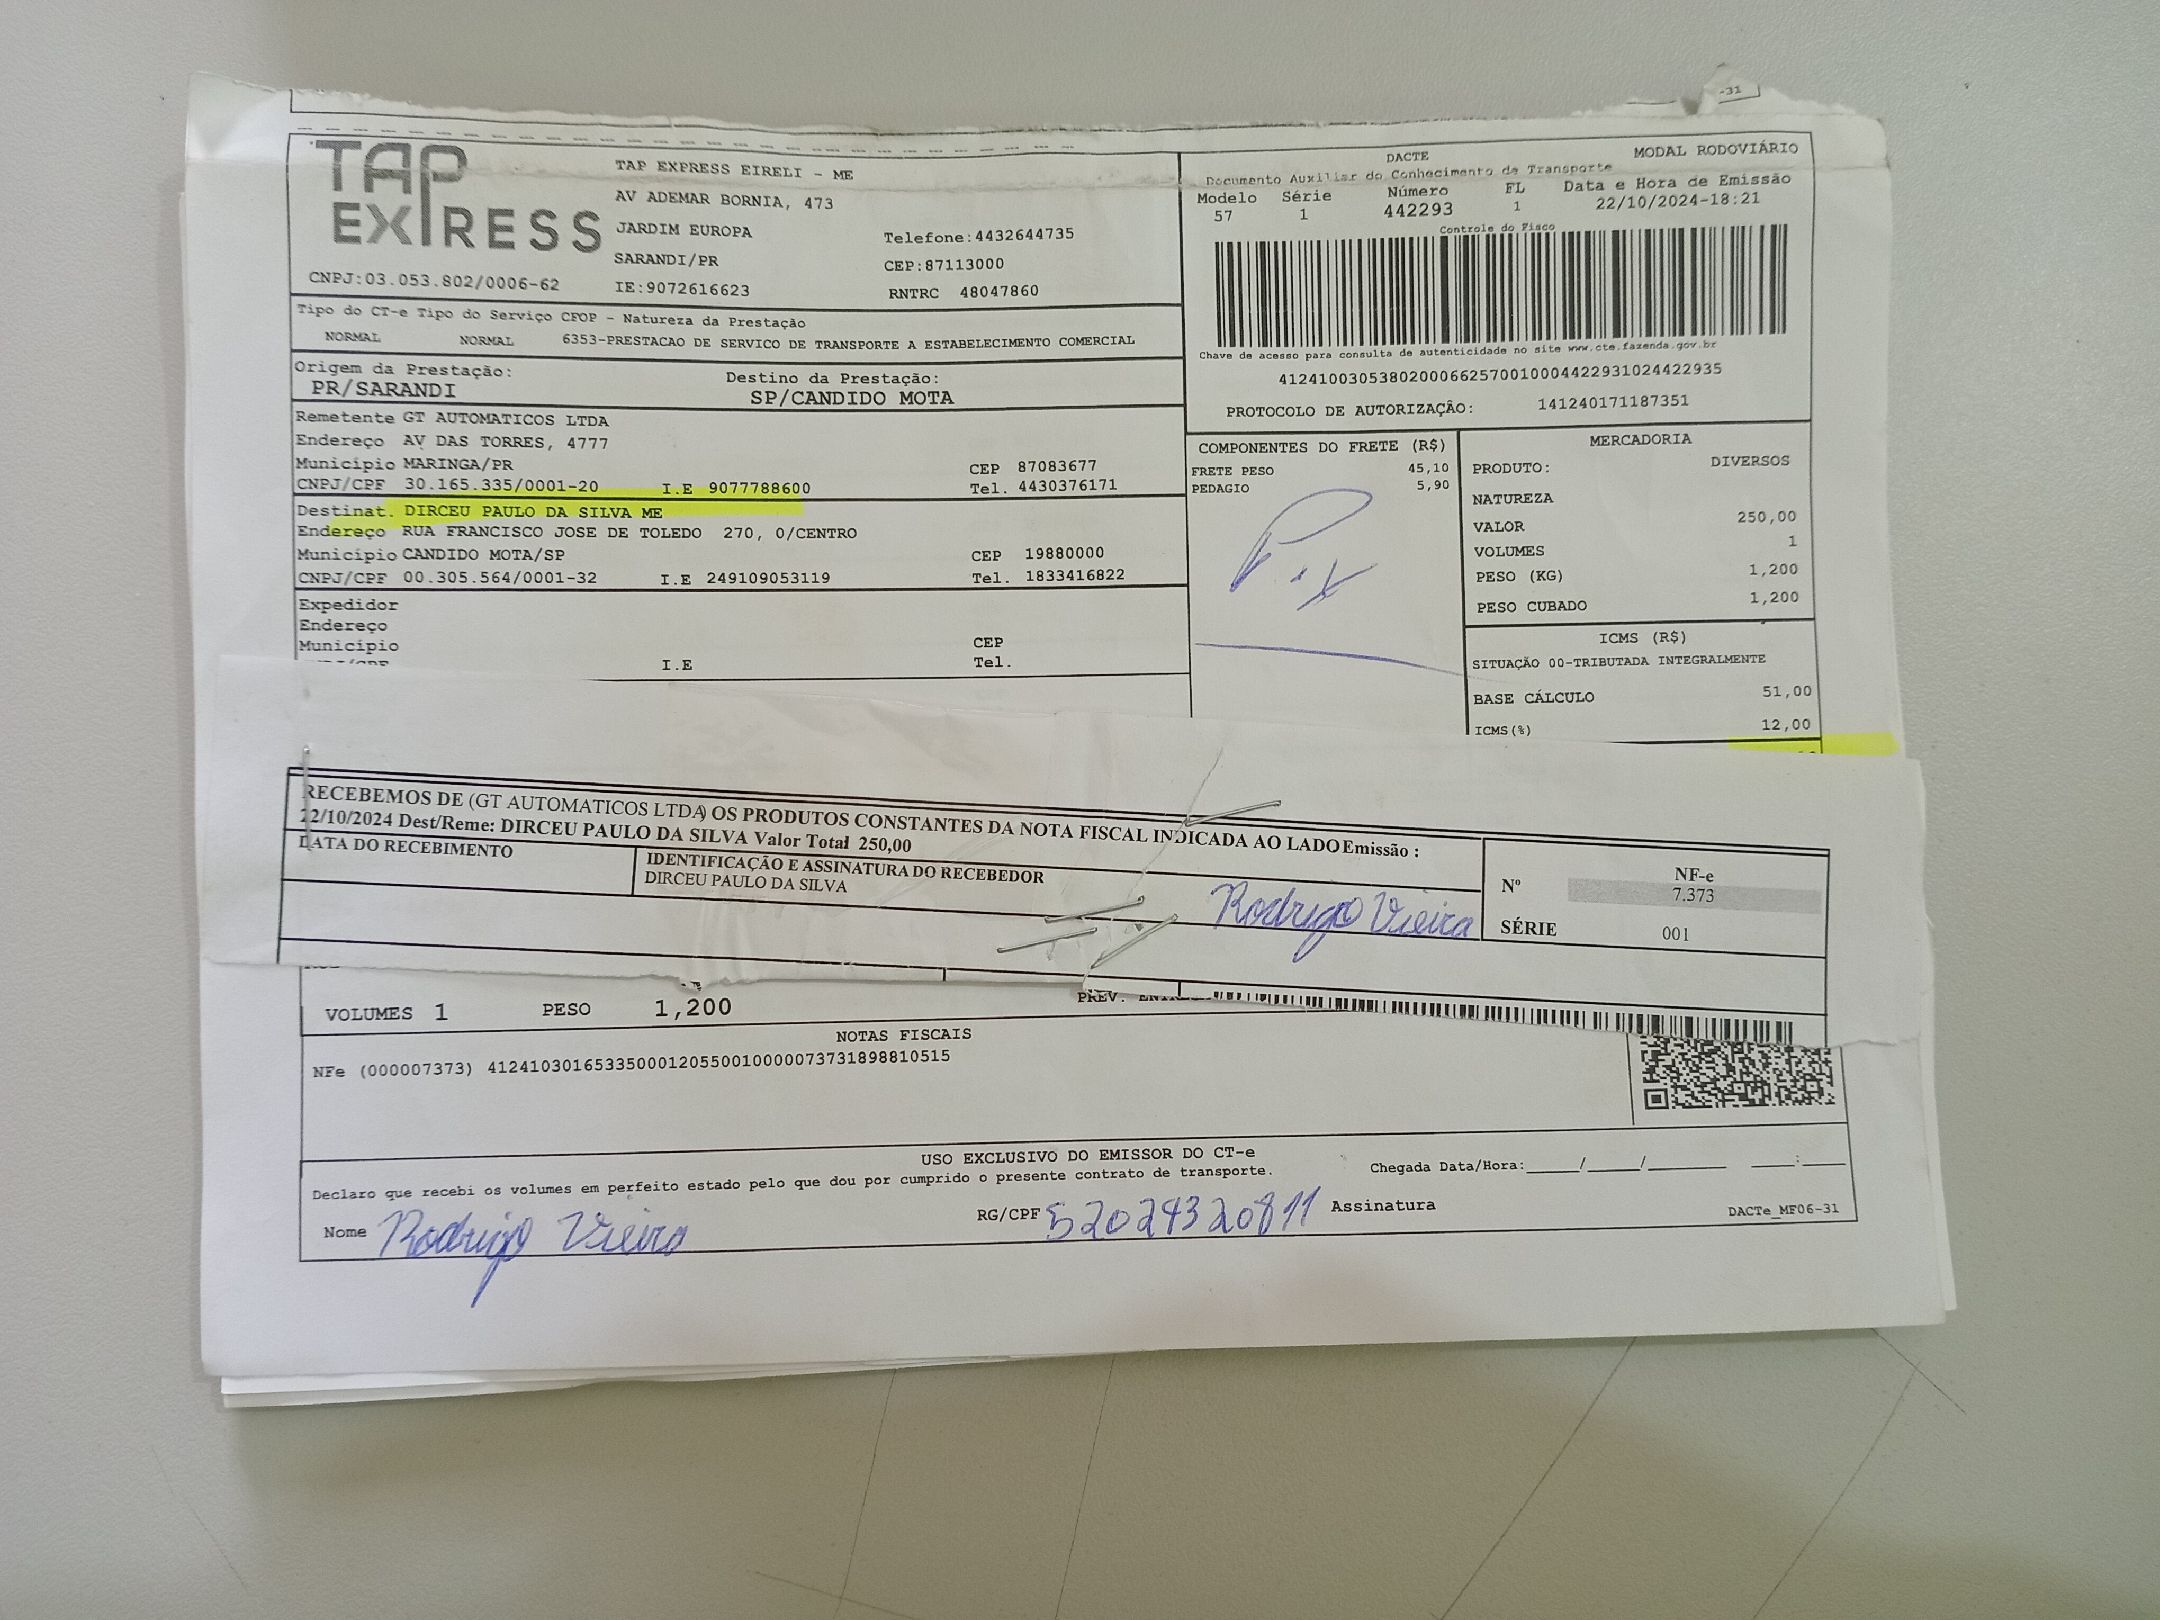 -31
TAP EXPRESS
TAP EXPRESS EIRELI - ME
AV ADEMAR BORNIA, 473
JARDIM EUROPA
Telefone:4432644735
SARANDI/PR
CEP:87113000
CNPJ:03.053.802/0006-62
IE:9072616623
RNTRC 48047860
DACTE
MODAL RODOVIÁRIO
Documento Auxiliar do Conhecimento de Transporte
Modelo Série Número FL Data e Hora de Emissão
57 1 442293 1 22/10/2024-18:21
Controle do Fisco
Chave de acesso para consulta de autenticidade no site www.cte.fazenda.gov.br
41241003053802000662570010004422931024422935
PROTOCOLO DE AUTORIZAÇÃO: 141240171187351
Tipo do CT-e Tipo do Serviço CFOP - Natureza da Prestação
NORMAL NORMAL 6353-PRESTACAO DE SERVICO DE TRANSPORTE A ESTABELECIMENTO COMERCIAL
Origem da Prestação: Destino da Prestação:
PR/SARANDI SP/CANDIDO MOTA
Remetente GT AUTOMATICOS LTDA
Endereço AV DAS TORRES, 4777
Município MARINGA/PR CEP 87083677
CNPJ/CPF 30.165.335/0001-20 I.E 9077788600 Tel. 4430376171
Destinat. DIRCEU PAULO DA SILVA ME
Endereço RUA FRANCISCO JOSE DE TOLEDO 270, 0/CENTRO
Município CANDIDO MOTA/SP CEP 19880000
CNPJ/CPF 00.305.564/0001-32 I.E 249109053119 Tel. 1833416822
Expedidor
Endereço
Município CEP
I.E Tel.
COMPONENTES DO FRETE (R$)
FRETE PESO 45,10
PEDAGIO 5,90
Pix
MERCADORIA
PRODUTO: DIVERSOS
NATUREZA
VALOR 250,00
VOLUMES 1
PESO (KG) 1,200
PESO CUBADO 1,200
ICMS (R$)
SITUAÇÃO 00-TRIBUTADA INTEGRALMENTE
BASE CÁLCULO 51,00
ICMS(%) 12,00
RECEBEMOS DE (GT AUTOMATICOS LTDA) OS PRODUTOS CONSTANTES DA NOTA FISCAL INDICADA AO LADO Emissão :
22/10/2024 Dest/Reme: DIRCEU PAULO DA SILVA Valor Total 250,00
DATA DO RECEBIMENTO
IDENTIFICAÇÃO E ASSINATURA DO RECEBEDOR
DIRCEU PAULO DA SILVA
Rodrigo Vieira
NF-e
Nº 7.373
SÉRIE 001
VOLUMES 1 PESO 1,200
PREV.
NOTAS FISCAIS
NFe (000007373) 41241030165335000120550010000073731898810515
USO EXCLUSIVO DO EMISSOR DO CT-e
Declaro que recebi os volumes em perfeito estado pelo que dou por cumprido o presente contrato de transporte.
Chegada Data/Hora:_____/_____/_______ ____:____
Nome Rodrigo Vieira RG/CPF 52024320811 Assinatura
DACTe_MF06-31